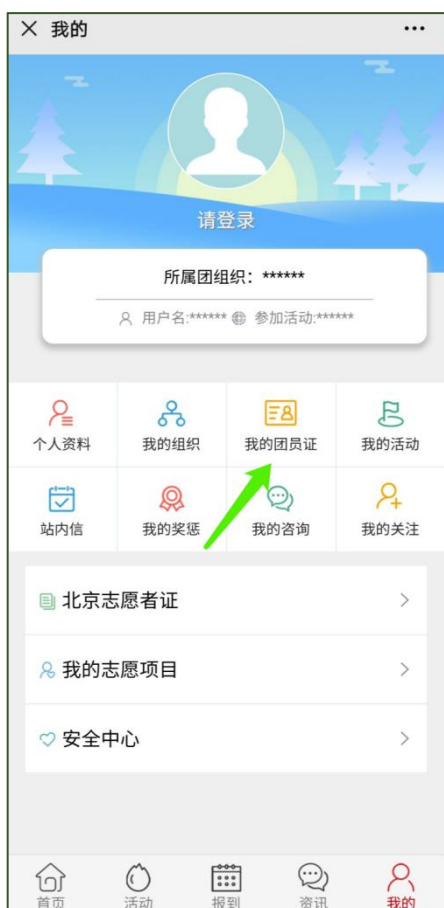 我的
请登录
所属团组织：******
用户名:****** 参加活动:******
个人资料 我的组织 我的团员证 我的活动
站内信 我的奖惩 我的咨询 我的关注
北京志愿者证
我的志愿项目
安全中心
首页 活动 报到 资讯 我的